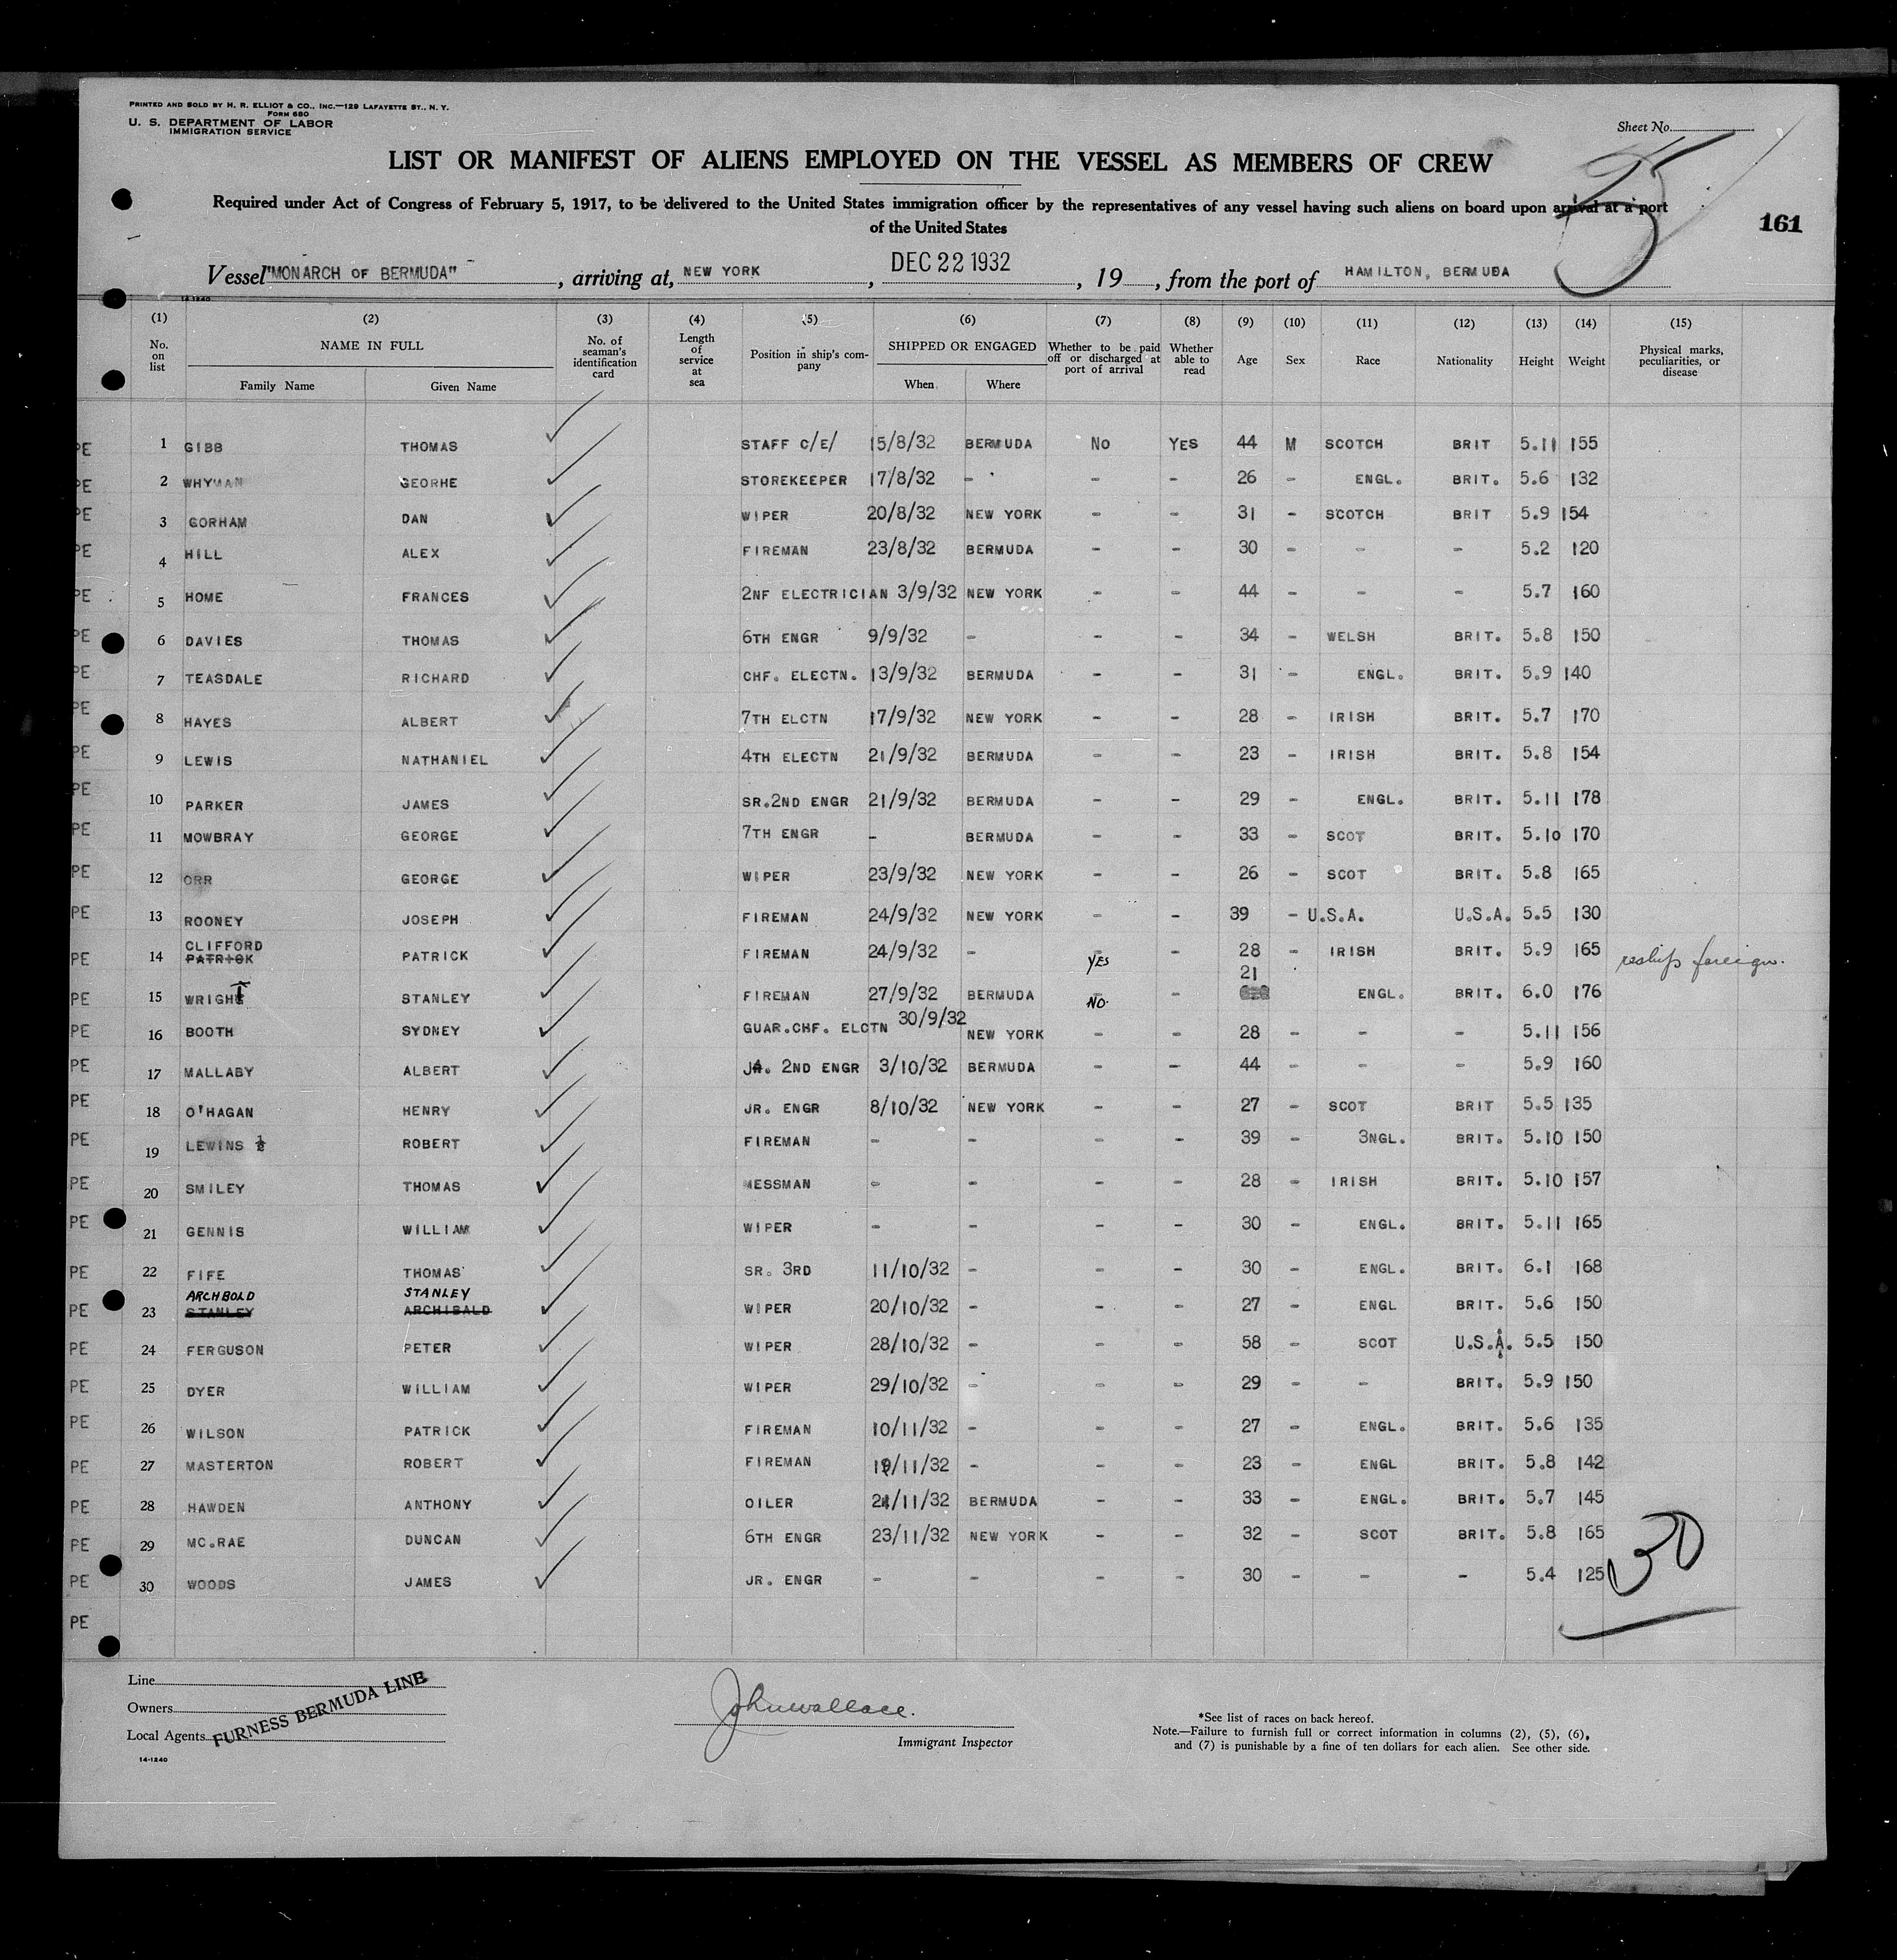 PRINTED AND SOLD BY H. R. ELLIOT & CO., INC.—129 LAFAYETTE ST., N. Y.
FORM 680
U. S. DEPARTMENT OF LABOR
IMMIGRATION SERVICE
Sheet No.
LIST OR MANIFEST OF ALIENS EMPLOYED ON THE VESSEL AS MEMBERS OF CREW
Required under Act of Congress of February 5, 1917, to be delivered to the United States immigration officer by the representatives of any vessel having such aliens on board upon arrival at a port
of the United States
161
Vessel "MONARCH OF BERMUDA" , arriving at, NEW YORK , DEC 22 1932 , 19 , from the port of HAMILTON, BERMUDA
14-1240
(1) (2) (3) (4) (5) (6) (7) (8) (9) (10) (11) (12) (13) (14) (15)
No. on list NAME IN FULL Family Name Given Name No. of seaman's identification card Length of service at sea Position in ship's company SHIPPED OR ENGAGED When Where Whether to be paid off or discharged at port of arrival Whether able to read Age Sex Race Nationality Height Weight Physical marks, peculiarities, or disease
PE 1 GIBB THOMAS STAFF C/E/ 15/8/32 BERMUDA NO YES 44 M SCOTCH BRIT 5.11 155
PE 2 WHYMAN GEORHE STOREKEEPER 17/8/32 - - - 26 - ENGL. BRIT. 5.6 132
PE 3 GORHAM DAN WIPER 20/8/32 NEW YORK - - 31 - SCOTCH BRIT 5.9 154
PE 4 HILL ALEX FIREMAN 23/8/32 BERMUDA - - 30 - - - 5.2 120
PE 5 HOME FRANCES 2NF ELECTRICIAN 3/9/32 NEW YORK - - 44 - - - 5.7 160
PE 6 DAVIES THOMAS 6TH ENGR 9/9/32 - - - 34 - WELSH BRIT. 5.8 150
PE 7 TEASDALE RICHARD CHF. ELECTN. 13/9/32 BERMUDA - - 31 - ENGL. BRIT. 5.9 140
PE 8 HAYES ALBERT 7TH ELCTN 17/9/32 NEW YORK - - 28 - IRISH BRIT. 5.7 170
PE 9 LEWIS NATHANIEL 4TH ELECTN 21/9/32 BERMUDA - - 23 - IRISH BRIT. 5.8 154
PE 10 PARKER JAMES SR.2ND ENGR 21/9/32 BERMUDA - - 29 - ENGL. BRIT. 5.11 178
PE 11 MOWBRAY GEORGE 7TH ENGR - BERMUDA - - 33 - SCOT BRIT. 5.10 170
PE 12 ORR GEORGE WIPER 23/9/32 NEW YORK - - 26 - SCOT BRIT. 5.8 165
PE 13 ROONEY JOSEPH FIREMAN 24/9/32 NEW YORK - - 39 - U.S.A. U.S.A. 5.5 130
CLIFFORD
PE 14 PATRICK PATRICK FIREMAN 24/9/32 - YES - 28 IRISH BRIT. 5.9 165 reships foreign.
21
PE 15 WRIGHT STANLEY FIREMAN 27/9/32 BERMUDA NO. - ENGL. BRIT. 6.0 176
PE 16 BOOTH SYDNEY GUAR.CHF. ELCTN 30/9/32 NEW YORK - - 28 - - - 5.11 156
PE 17 MALLABY ALBERT JR. 2ND ENGR 3/10/32 BERMUDA - - 44 - - - 5.9 160
PE 18 O'HAGAN HENRY JR. ENGR 8/10/32 NEW YORK - - 27 - SCOT BRIT 5.5 135
PE 19 LEWINS ROBERT FIREMAN - - - - 39 - 3NGL. BRIT. 5.10 150
PE 20 SMILEY THOMAS MESSMAN - - - - 28 - IRISH BRIT. 5.10 157
PE 21 GENNIS WILLIAM WIPER - - - - 30 - ENGL. BRIT. 5.11 165
PE 22 FIFE THOMAS SR. 3RD 11/10/32 - - - 30 - ENGL. BRIT. 6.1 168
ARCHBOLD STANLEY
PE 23 STANLEY ARCHIBALD WIPER 20/10/32 - - - 27 - ENGL BRIT. 5.6 150
PE 24 FERGUSON PETER WIPER 28/10/32 - - - 58 - SCOT U.S.A. 5.5 150
PE 25 DYER WILLIAM WIPER 29/10/32 - - - 29 - - BRIT. 5.9 150
PE 26 WILSON PATRICK FIREMAN 10/11/32 - - - 27 - ENGL. BRIT. 5.6 135
PE 27 MASTERTON ROBERT FIREMAN 19/11/32 - - - 23 - ENGL BRIT. 5.8 142
PE 28 HAWDEN ANTHONY OILER 21/11/32 BERMUDA - - 33 - ENGL. BRIT. 5.7 145
PE 29 MC.RAE DUNCAN 6TH ENGR 23/11/32 NEW YORK - - 32 - SCOT BRIT. 5.8 165
PE 30 WOODS JAMES JR. ENGR - - - - 30 - - - 5.4 125
30
PE
Line
Owners
Local Agents
FURNESS BERMUDA LINE
14-1240
John Wallace.
Immigrant Inspector
*See list of races on back hereof.
Note.—Failure to furnish full or correct information in columns (2), (5), (6),
and (7) is punishable by a fine of ten dollars for each alien. See other side.